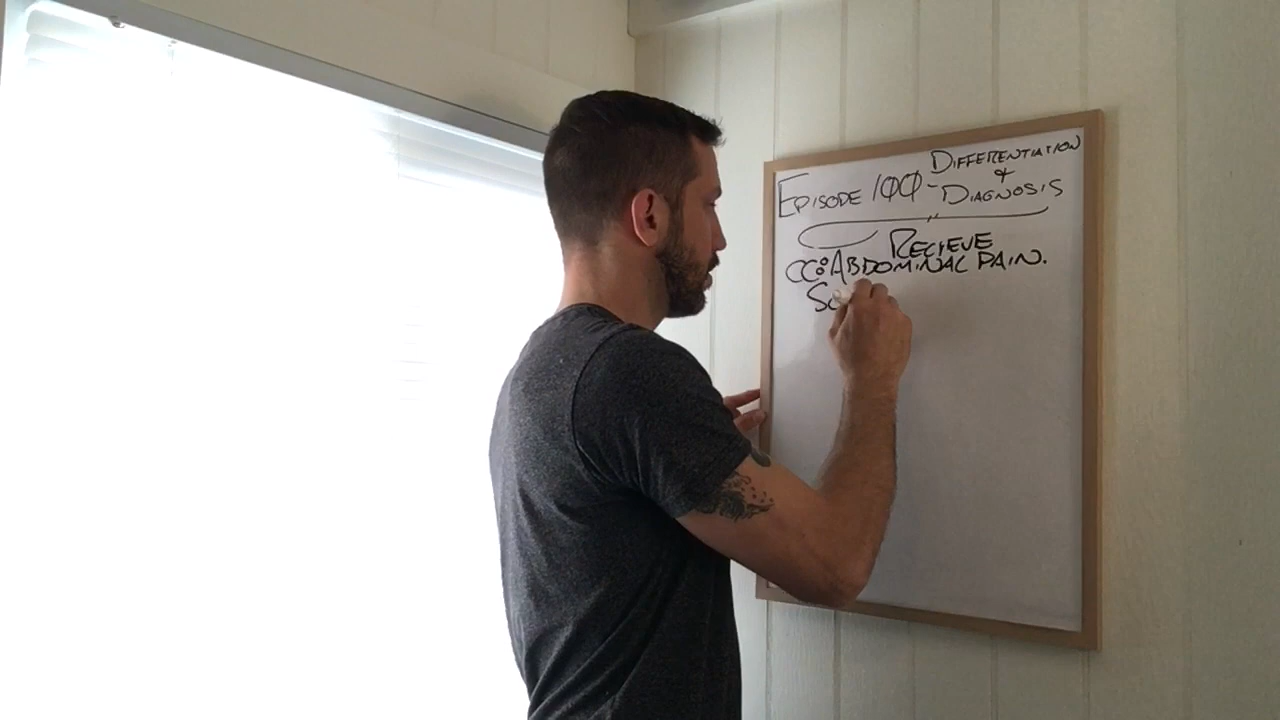 Differentiation
&
Episode 100 - Diagnosis
Recieve
CC: Abdominal pain.